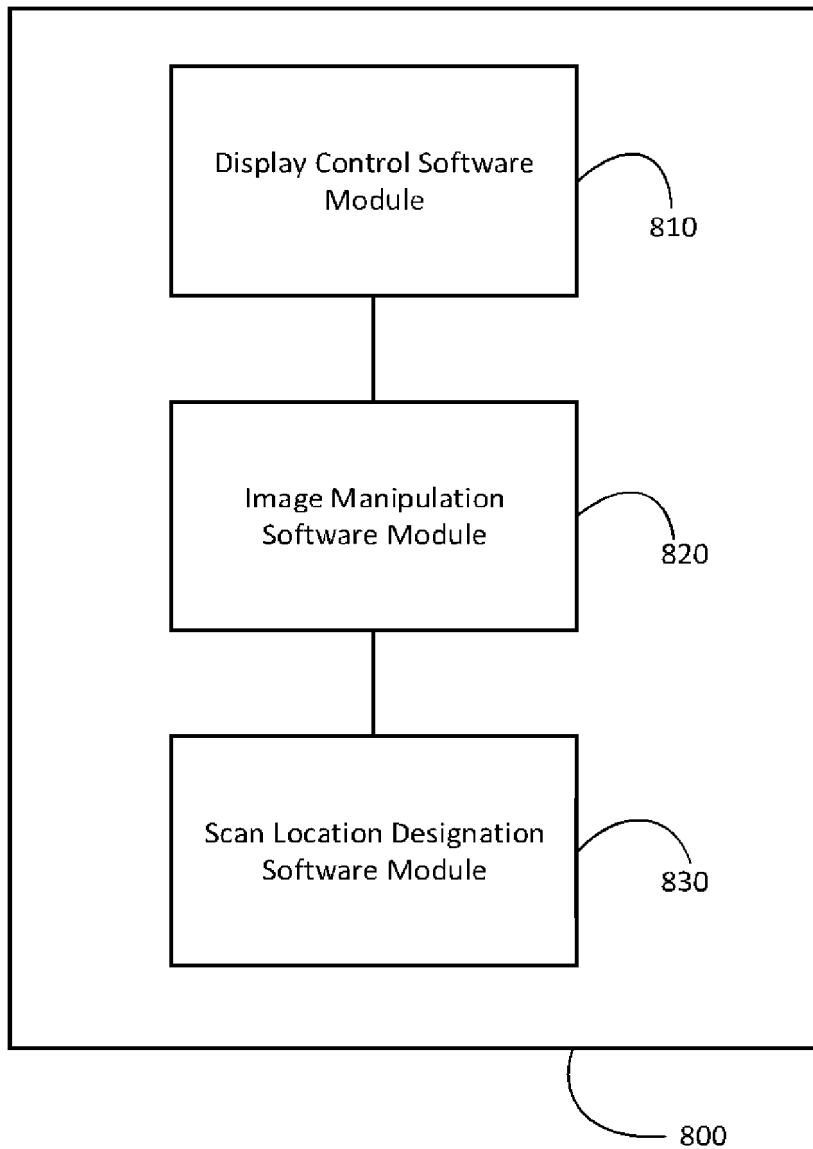 Display Control Software
Module
810
Image Manipulation
Software Module
820
Scan Location Designation
Software Module
830
800